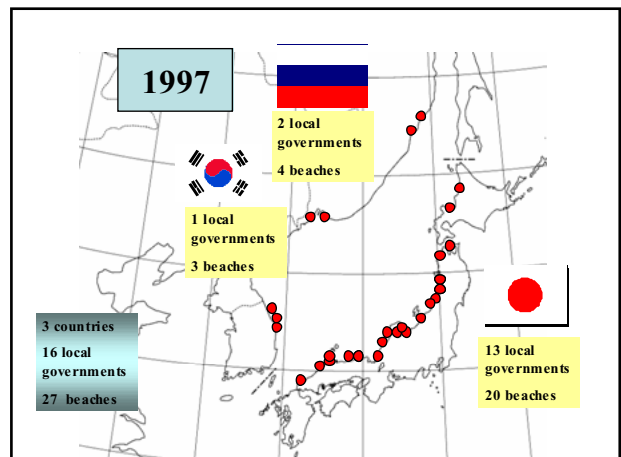 1997
2 local
governments
4 beaches
1 local
governments
3 beaches
3 countries
16 local
governments
27 beaches
13 local
governments
20 beaches